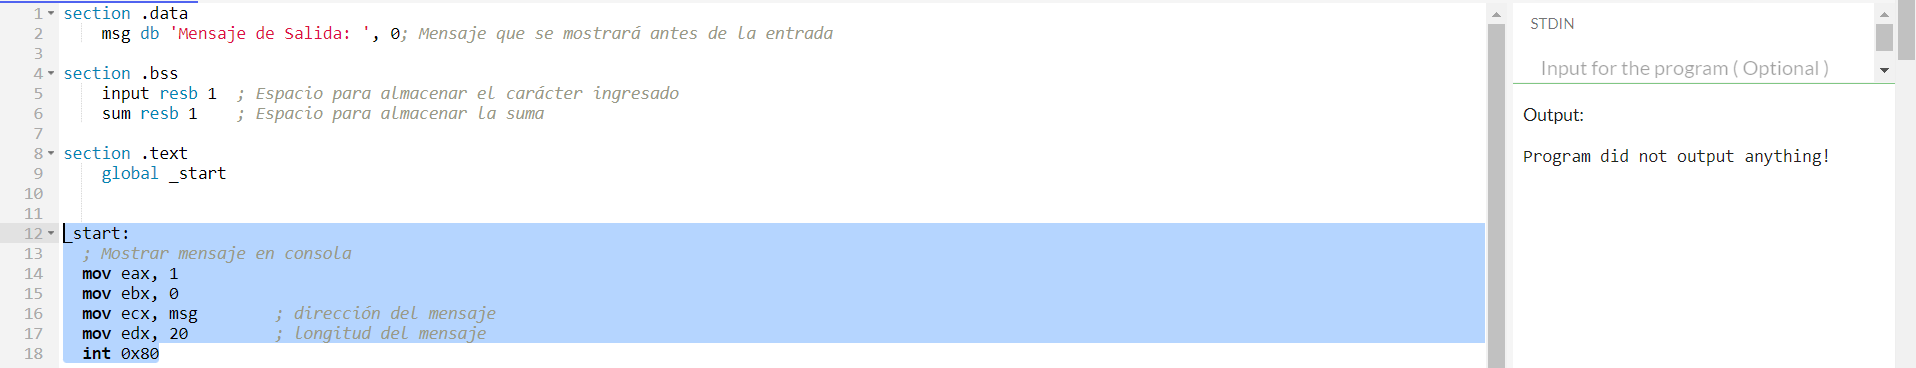 1 section .data
2 msg db 'Mensaje de Salida: ', 0; Mensaje que se mostrará antes de la entrada
3
4 section .bss
5 input resb 1 ; Espacio para almacenar el carácter ingresado
6 sum resb 1 ; Espacio para almacenar la suma
7
8 section .text
9 global _start
10
11
12 _start:
13 ; Mostrar mensaje en consola
14 mov eax, 1
15 mov ebx, 0
16 mov ecx, msg ; dirección del mensaje
17 mov edx, 20 ; longitud del mensaje
18 int 0x80
STDIN
Input for the program ( Optional )
Output:
Program did not output anything!